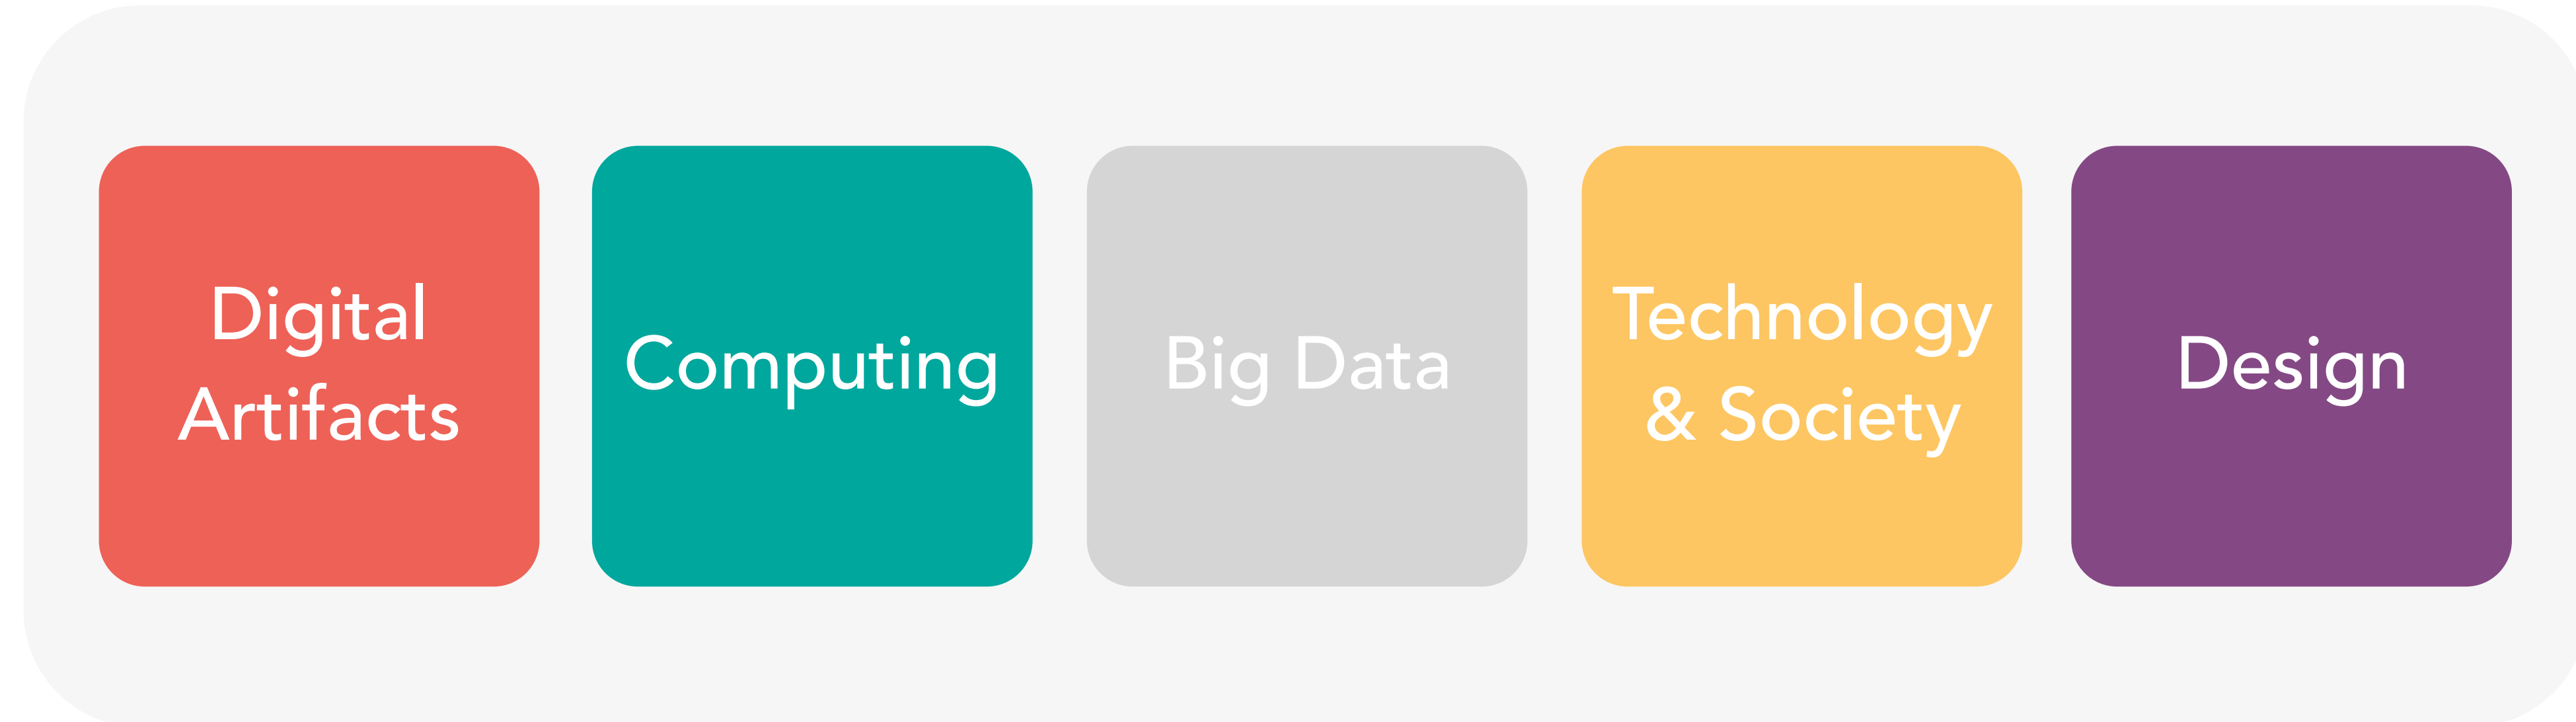 Digital
Artifacts
Computing
Big Data
Technology
& Society
Design